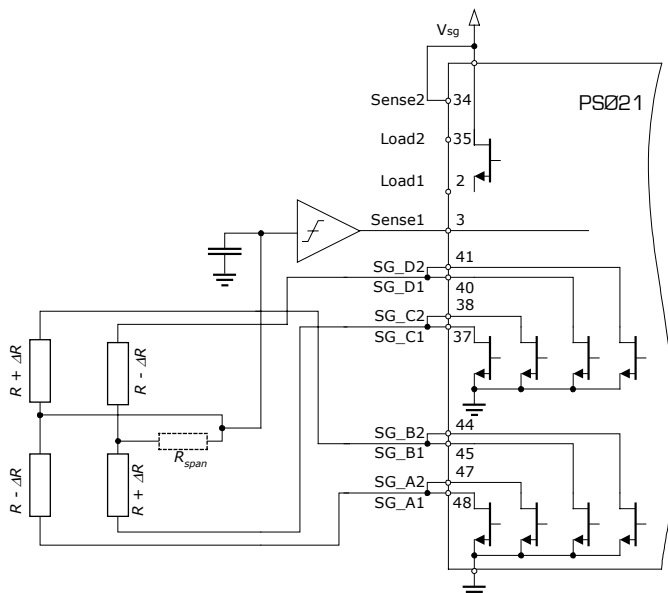 Vsg
PSØ21
Sense2 34
Load2 35
Load1 2
Sense1 3
41
SG_D2
SG_D1 40
38
SG_C2
SG_C1 37
R + ΔR
R - ΔR
Rspan
R - ΔR
R + ΔR
44
SG_B2
SG_B1 45
47
SG_A2
SG_A1 48